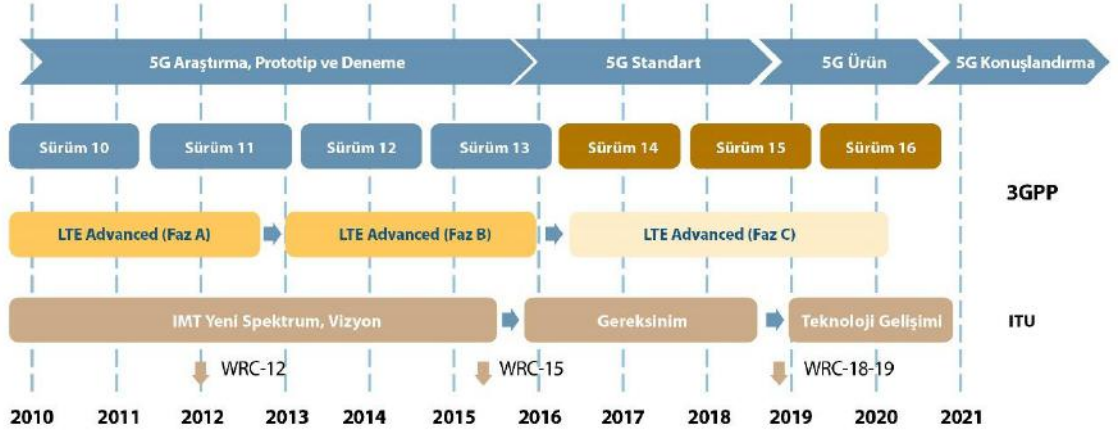 5G Araştırma, Prototip ve Deneme
5G Standart
5G Ürün
5G Konuşlandırma
Sürüm 10
Sürüm 11
Sürüm 12
Sürüm 13
Sürüm 14
Sürüm 15
Sürüm 16
3GPP
LTE Advanced (Faz A)
LTE Advanced (Faz B)
LTE Advanced (Faz C)
IMT Yeni Spektrum, Vizyon
Gereksinim
Teknoloji Gelişimi
ITU
WRC-12
WRC-15
WRC-18-19
2010
2011
2012
2013
2014
2015
2016
2017
2018
2019
2020
2021